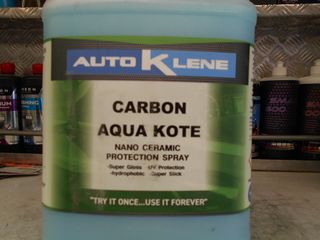 AUTO KLENE
CARBON
AQUA KOTE
NANO CERAMIC
PROTECTION SPRAY
-Super Gloss -UV Protection
-hydrophobic -Super Slick
"TRY IT ONCE...USE IT FOREVER"